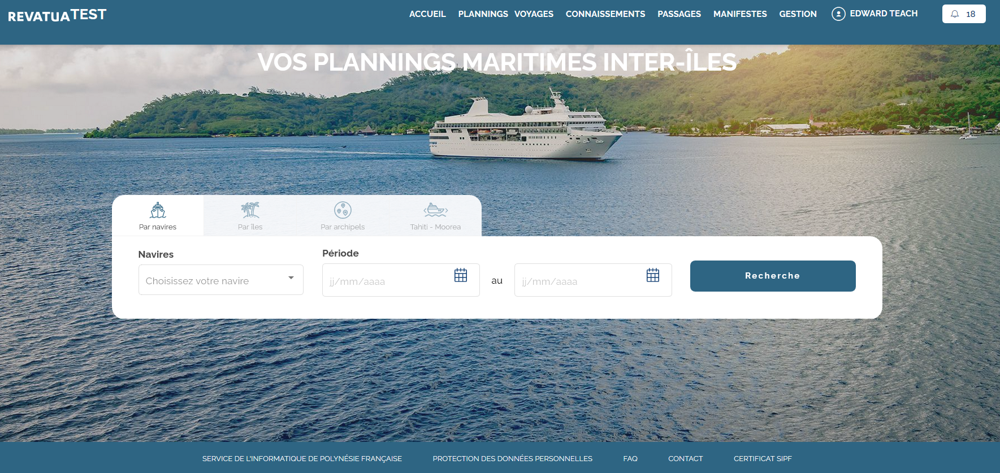 REVATUATEST
ACCUEIL PLANNINGS VOYAGES CONNAISSEMENTS PASSAGES MANIFESTES GESTION EDWARD TEACH 18
VOS PLANNINGS MARITIMES INTER-ÎLES
Par navires Par îles Par archipels Tahiti - Moorea
Navires
Choisissez votre navire
Période
jj/mm/aaaa au jj/mm/aaaa
Recherche
SERVICE DE L'INFORMATIQUE DE POLYNÉSIE FRANÇAISE PROTECTION DES DONNÉES PERSONNELLES FAQ CONTACT CERTIFICAT SIPF